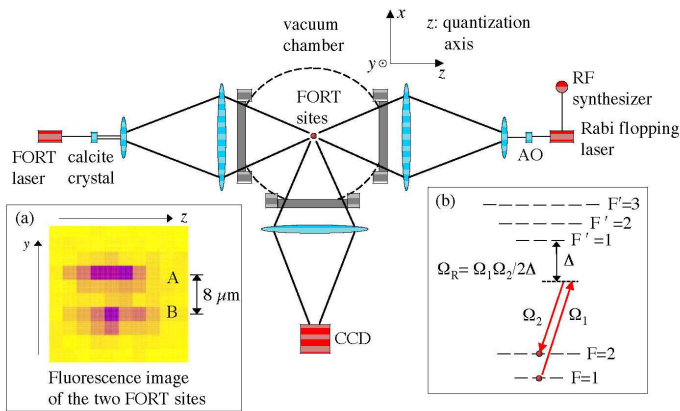 vacuum
chamber
x
z: quantization
axis
y
z
FORT
sites
RF
synthesizer
FORT
laser
calcite
crystal
AO
Rabi flopping
laser
CCD
(a)
z
y
A
B
8 μm
Fluorescence image
of the two FORT sites
(b)
F'=3
F'=2
F'=1
Δ
Ω_R= Ω₁Ω₂/2Δ
Ω₂
Ω₁
F=2
F=1